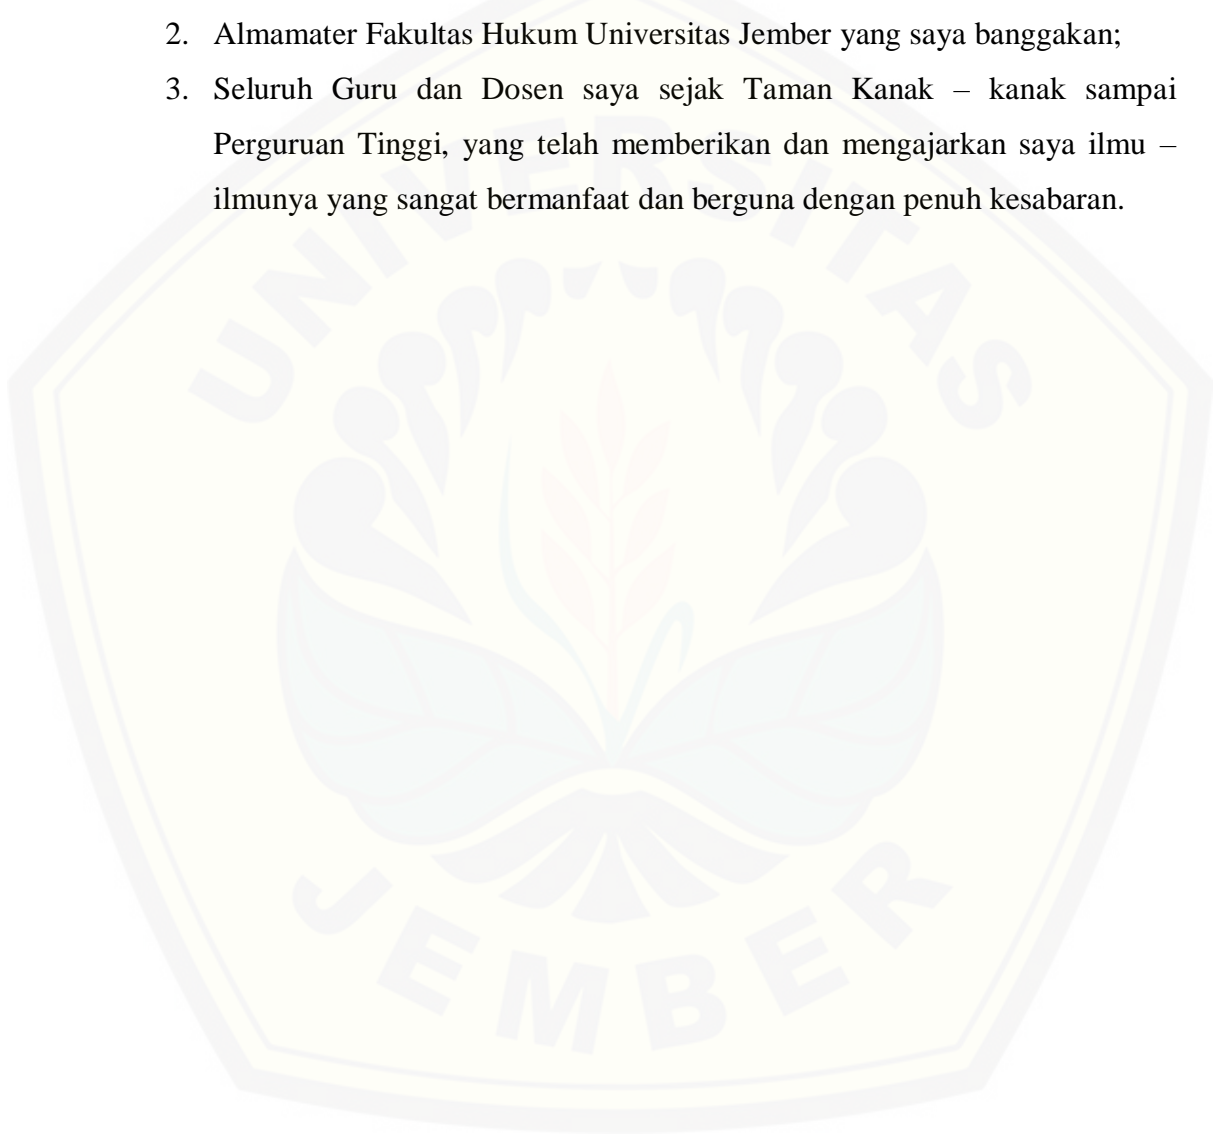 2. Almamater Fakultas Hukum Universitas Jember yang saya banggakan;
3. Seluruh Guru dan Dosen saya sejak Taman Kanak – kanak sampai
Perguruan Tinggi, yang telah memberikan dan mengajarkan saya ilmu –
ilmunya yang sangat bermanfaat dan berguna dengan penuh kesabaran.
UNIVERSITAS
JEMBER